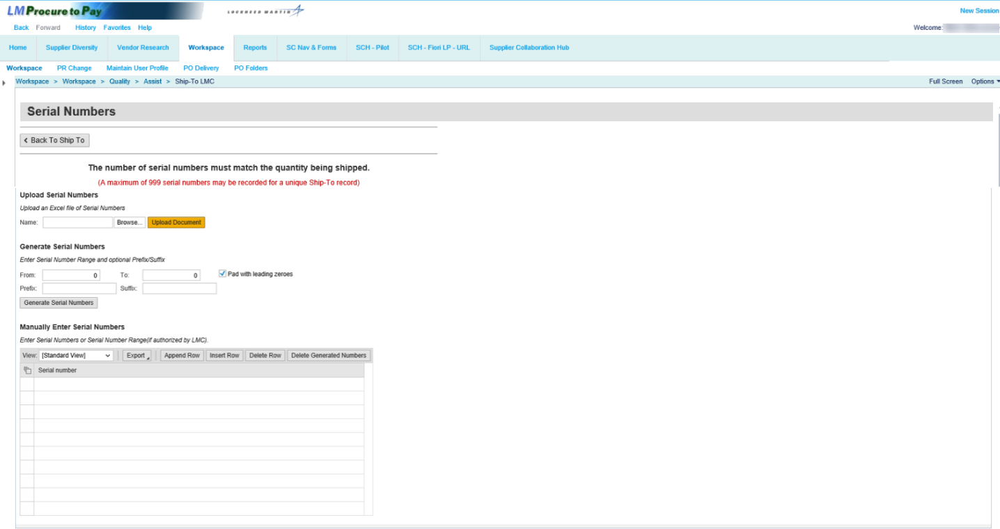 LMProcure to Pay
LOCKHEED MARTIN
New Session
Back Forward History Favorites Help
Welcome:
Home Supplier Diversity Vendor Research Workspace Reports SC Nav & Forms SCH - Pilot SCH - Fiori LP - URL Supplier Collaboration Hub
Workspace PR Change Maintain User Profile PO Delivery PO Folders
Workspace > Workspace > Quality > Assist > Ship-To LMC Full Screen Options
Serial Numbers
Back To Ship To
The number of serial numbers must match the quantity being shipped.
(A maximum of 999 serial numbers may be recorded for a unique Ship-To record)
Upload Serial Numbers
Upload an Excel file of Serial Numbers
Name: Browse... Upload Document
Generate Serial Numbers
Enter Serial Number Range and optional Prefix/Suffix
From: 0 To: 0 Pad with leading zeroes
Prefix: Suffix:
Generate Serial Numbers
Manually Enter Serial Numbers
Enter Serial Numbers or Serial Number Range(if authorized by LMC).
View: [Standard View] Export Append Row Insert Row Delete Row Delete Generated Numbers
Serial number